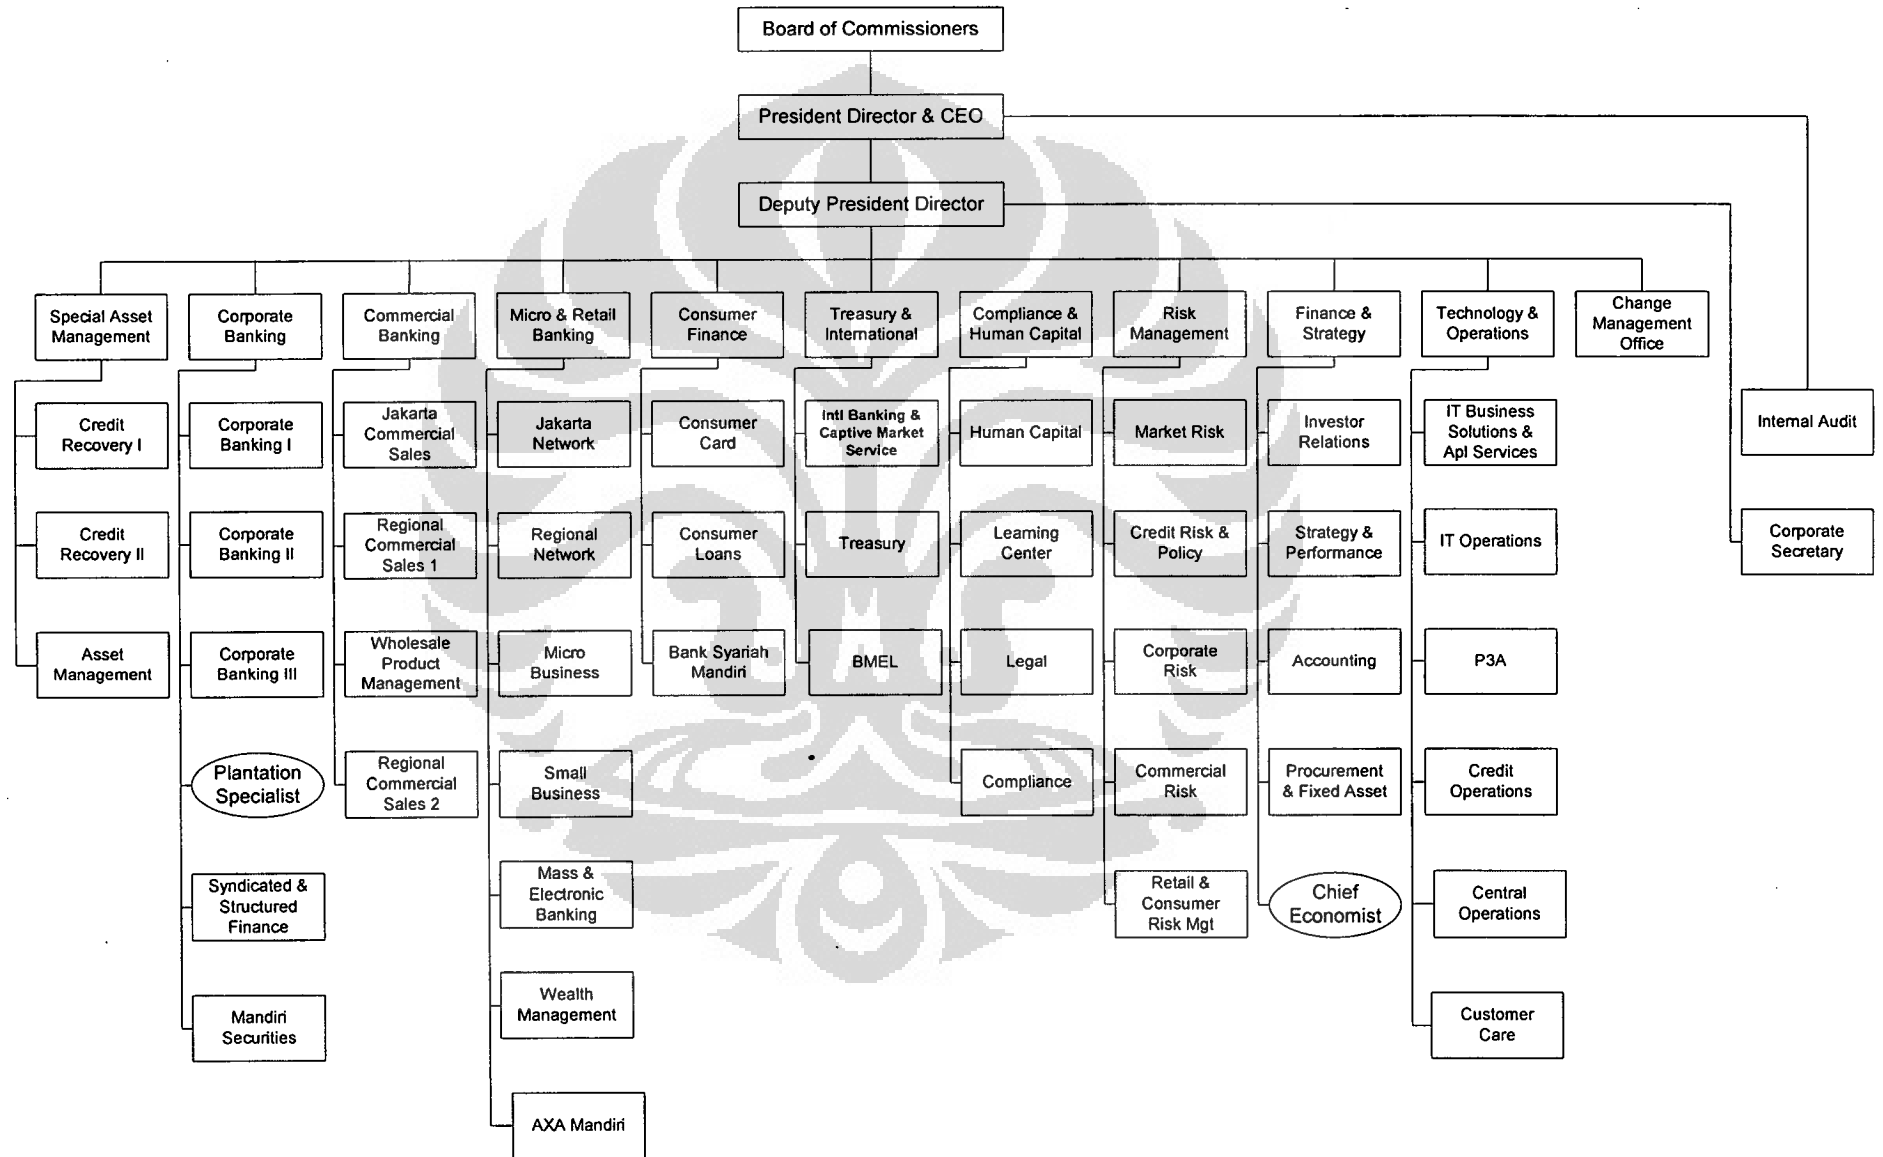 Board of Commissioners
President Director & CEO
Deputy President Director
Special Asset
Management
Corporate
Banking
Commercial
Banking
Micro & Retail
Banking
Consumer
Finance
Treasury &
International
Compliance &
Human Capital
Risk
Management
Finance &
Strategy
Technology &
Operations
Change
Management
Office
Credit
Recovery I
Corporate
Banking I
Jakarta
Commercial
Sales
Jakarta
Network
Consumer
Card
Intl Banking &
Captive Market
Service
Human Capital
Market Risk
Investor
Relations
IT Business
Solutions &
Apl Services
Internal Audit
Credit
Recovery II
Corporate
Banking II
Regional
Commercial
Sales 1
Regional
Network
Consumer
Loans
Treasury
Learning
Center
Credit Risk &
Policy
Strategy &
Performance
IT Operations
Corporate
Secretary
Asset
Management
Corporate
Banking III
Wholesale
Product
Management
Micro
Business
Bank Syariah
Mandiri
BMEL
Legal
Corporate
Risk
Accounting
P3A
Plantation
Specialist
Regional
Commercial
Sales 2
Small
Business
Compliance
Commercial
Risk
Procurement
& Fixed Asset
Credit
Operations
Syndicated &
Structured
Finance
Mass &
Electronic
Banking
Retail &
Consumer
Risk Mgt
Chief
Economist
Central
Operations
Mandiri
Securities
Wealth
Management
Customer
Care
AXA Mandiri